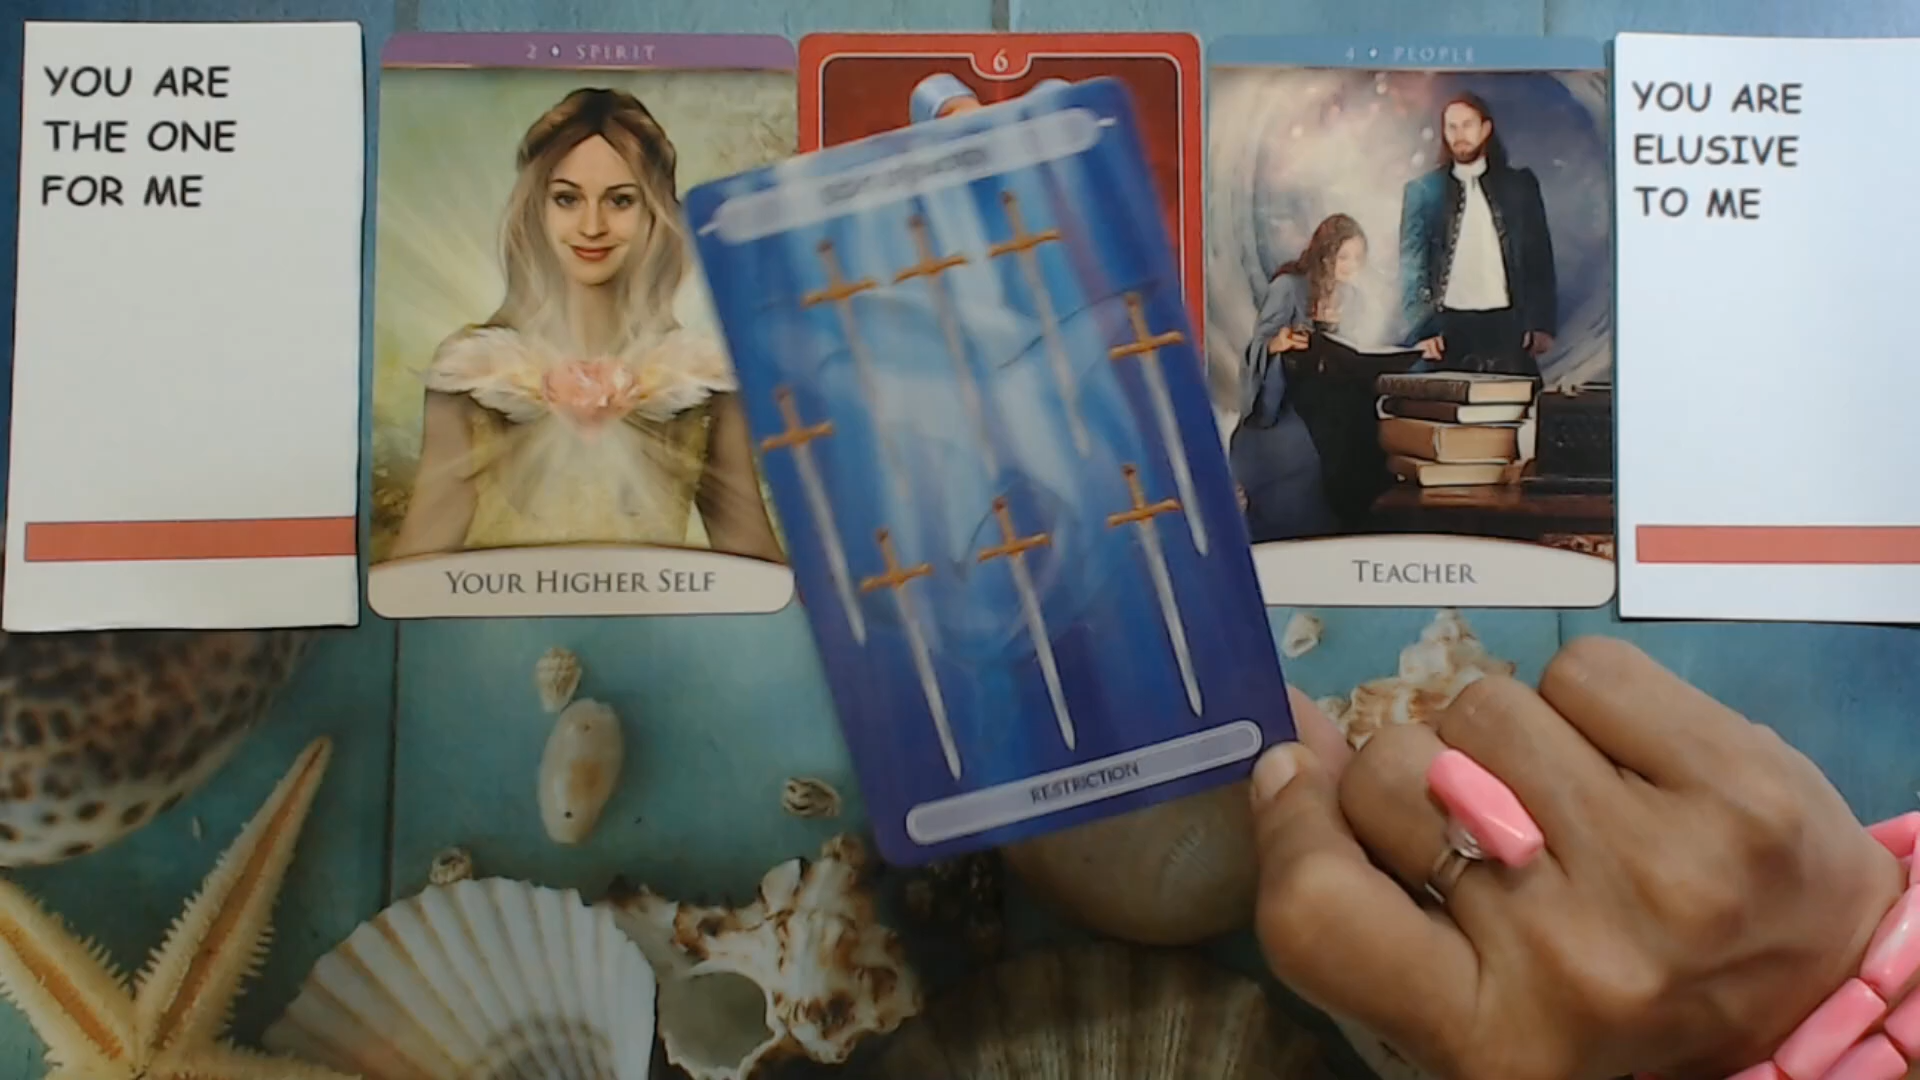 YOU ARE
THE ONE
FOR ME
2 • SPIRIT
YOUR HIGHER SELF
6
RESTRICTION
4 • PEOPLE
TEACHER
YOU ARE
ELUSIVE
TO ME